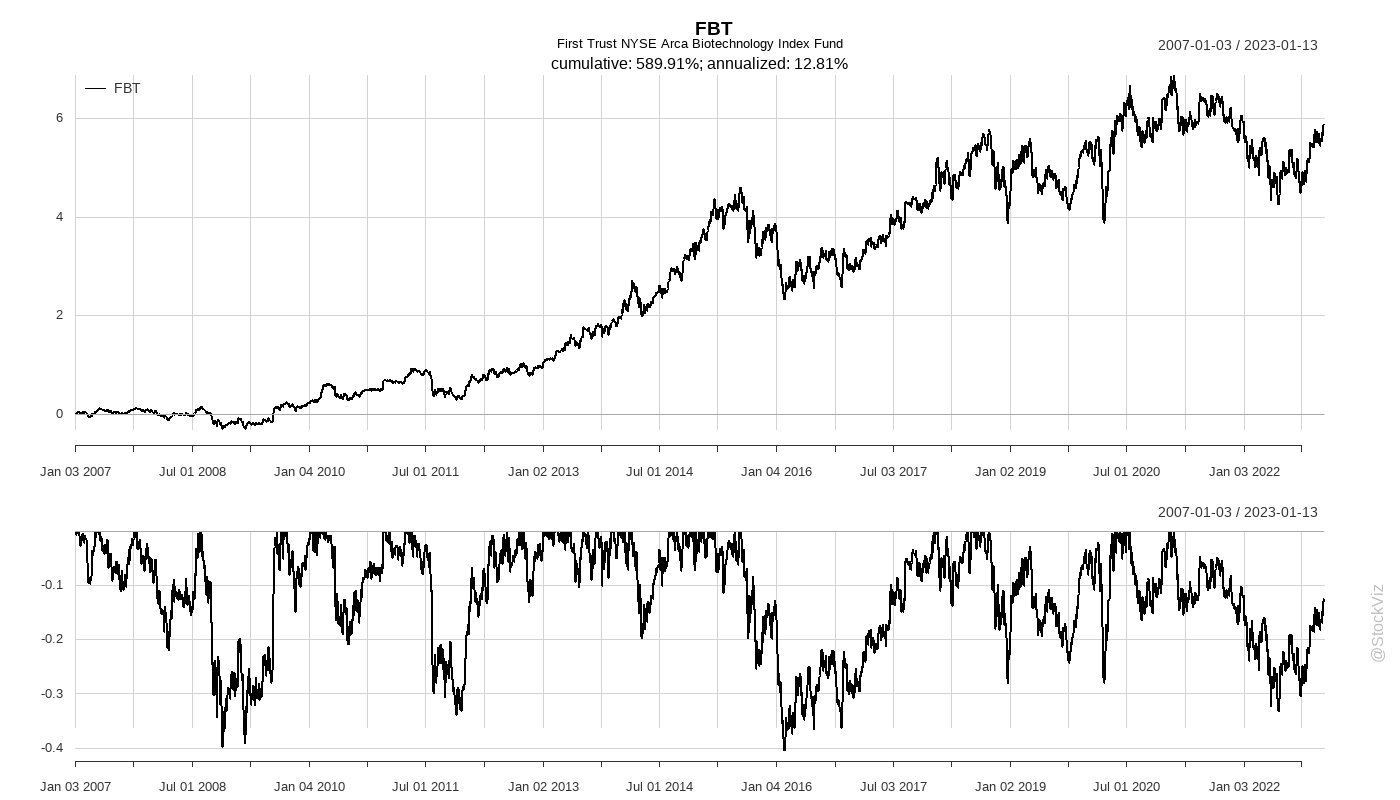 FBT
First Trust NYSE Arca Biotechnology Index Fund
cumulative: 589.91%; annualized: 12.81%
2007-01-03 / 2023-01-13
FBT
6
4
2
0
Jan 03 2007 Jul 01 2008 Jan 04 2010 Jul 01 2011 Jan 02 2013 Jul 01 2014 Jan 04 2016 Jul 03 2017 Jan 02 2019 Jul 01 2020 Jan 03 2022
2007-01-03 / 2023-01-13
-0.1
-0.2
-0.3
-0.4
Jan 03 2007 Jul 01 2008 Jan 04 2010 Jul 01 2011 Jan 02 2013 Jul 01 2014 Jan 04 2016 Jul 03 2017 Jan 02 2019 Jul 01 2020 Jan 03 2022
@StockViz